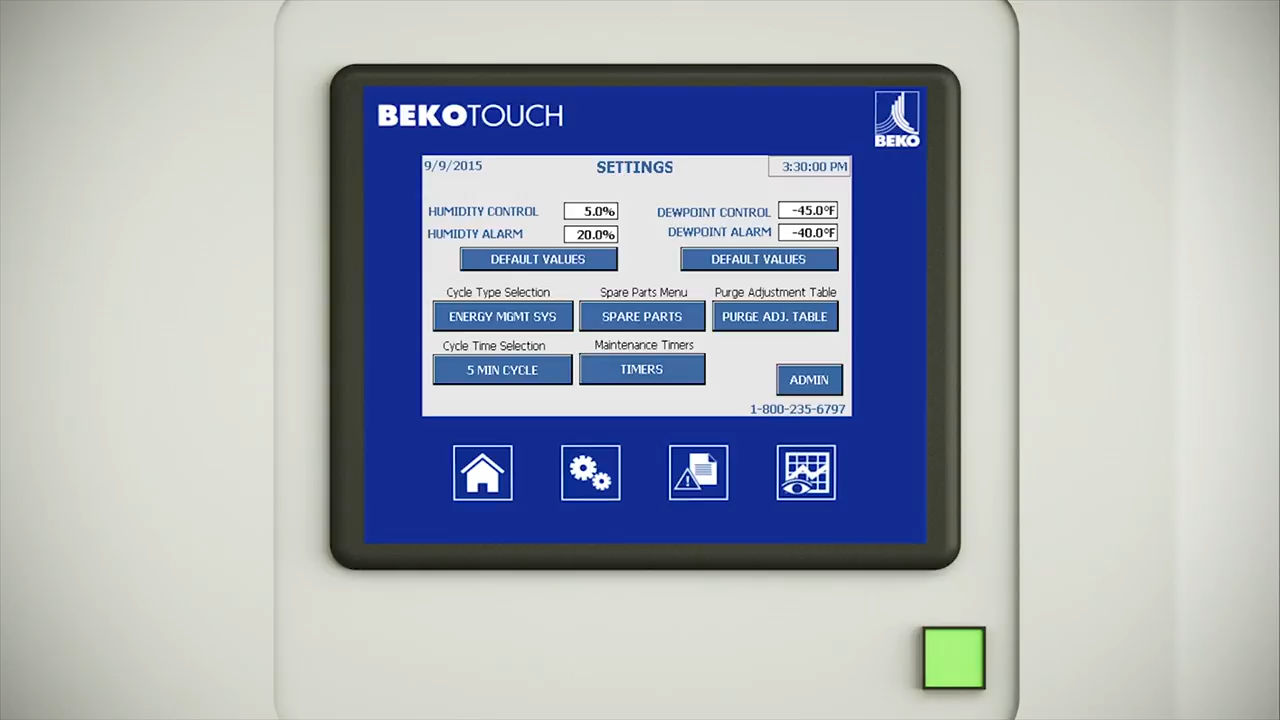 BEKOTOUCH
BEKO
9/9/2015 SETTINGS 3:30:00 PM
HUMIDITY CONTROL 5.0% DEWPOINT CONTROL -45.0°F
HUMIDTY ALARM 20.0% DEWPOINT ALARM -40.0°F
DEFAULT VALUES DEFAULT VALUES
Cycle Type Selection Spare Parts Menu Purge Adjustment Table
ENERGY MGMT SYS SPARE PARTS PURGE ADJ. TABLE
Cycle Time Selection Maintenance Timers
5 MIN CYCLE TIMERS
ADMIN
1-800-235-6797